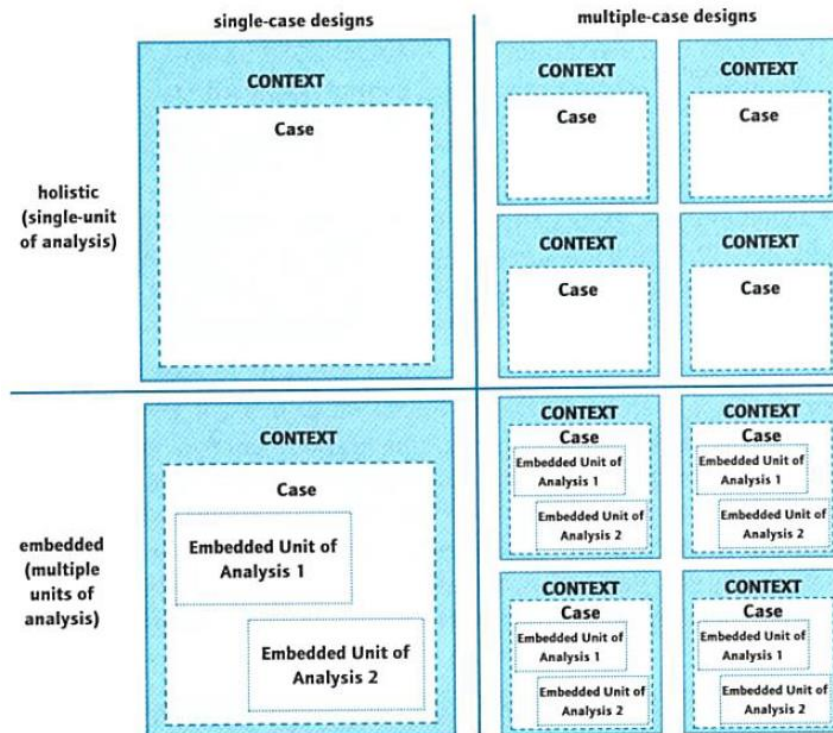 single-case designs
multiple-case designs
holistic
(single-unit
of analysis)
CONTEXT
Case
CONTEXT
Case
CONTEXT
Case
CONTEXT
Case
CONTEXT
Case
embedded
(multiple
units of
analysis)
CONTEXT
Case
Embedded Unit of
Analysis 1
Embedded Unit of
Analysis 2
CONTEXT
Case
Embedded Unit of
Analysis 1
Embedded Unit of
Analysis 2
CONTEXT
Case
Embedded Unit of
Analysis 1
Embedded Unit of
Analysis 2
CONTEXT
Case
Embedded Unit of
Analysis 1
Embedded Unit of
Analysis 2
CONTEXT
Case
Embedded Unit of
Analysis 1
Embedded Unit of
Analysis 2